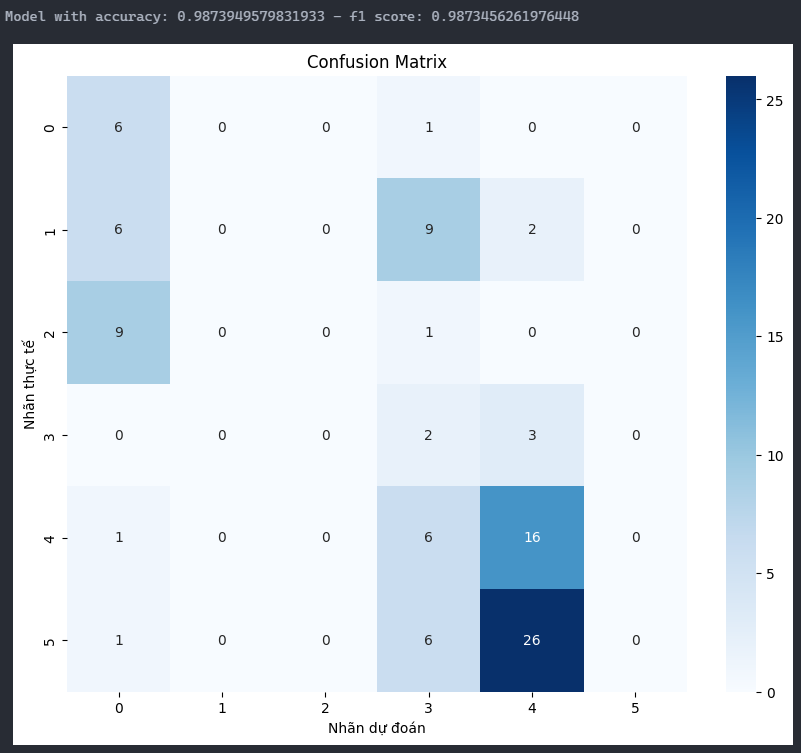 Model with accuracy: 0.9873949579831933 - f1 score: 0.9873456261976448
Confusion Matrix
0 6 0 0 1 0 0
1 6 0 0 9 2 0
2 9 0 0 1 0 0
3 0 0 0 2 3 0
4 1 0 0 6 16 0
5 1 0 0 6 26 0
0 1 2 3 4 5
Nhãn dự đoán
Nhãn thực tế
25
20
15
10
5
0